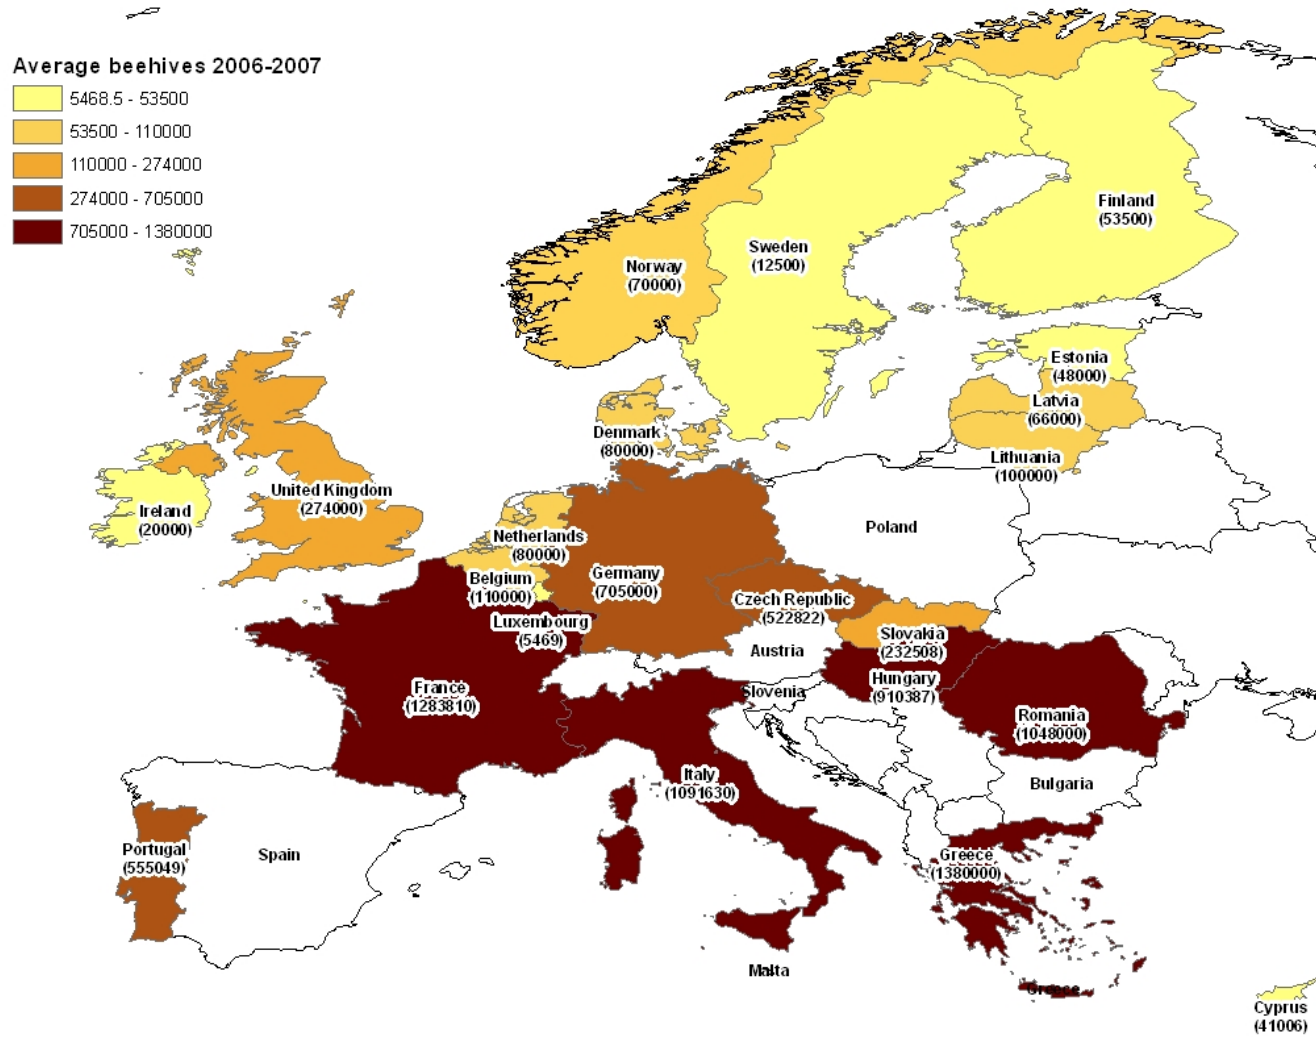 Average beehives 2006-2007
5468.5 - 53500
53500 - 110000
110000 - 274000
274000 - 705000
705000 - 1380000
Finland
(53500)
Sweden
(12500)
Norway
(70000)
Estonia
(48000)
Latvia
(66000)
Denmark
(80000)
Lithuania
(100000)
United Kingdom
(274000)
Ireland
(20000)
Poland
Netherlands
(80000)
Belgium
(110000)
Germany
(705000)
Czech Republic
(522822)
Luxembourg
(5469)
Slovakia
(232508)
Austria
Hungary
(910387)
Slovenia
France
(1283810)
Romania
(1048000)
Italy
(1091630)
Bulgaria
Portugal
(555049)
Spain
Greece
(1380000)
Malta
Greece
Cyprus
(41006)